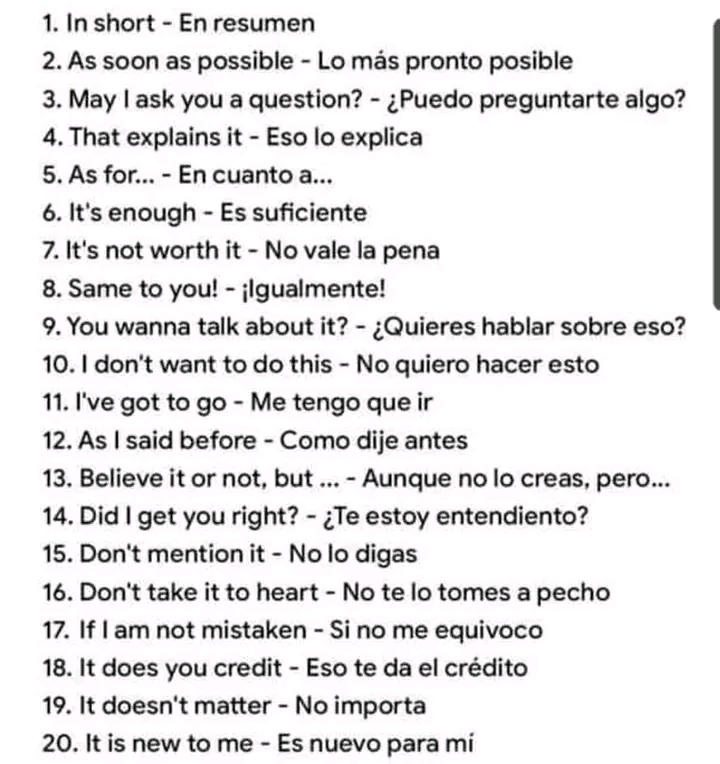 1. In short - En resumen
2. As soon as possible - Lo más pronto posible
3. May I ask you a question? - ¿Puedo preguntarte algo?
4. That explains it - Eso lo explica
5. As for... - En cuanto a...
6. It's enough - Es suficiente
7. It's not worth it - No vale la pena
8. Same to you! - ¡Igualmente!
9. You wanna talk about it? - ¿Quieres hablar sobre eso?
10. I don't want to do this - No quiero hacer esto
11. I've got to go - Me tengo que ir
12. As I said before - Como dije antes
13. Believe it or not, but ... - Aunque no lo creas, pero...
14. Did I get you right? - ¿Te estoy entendiento?
15. Don't mention it - No lo digas
16. Don't take it to heart - No te lo tomes a pecho
17. If I am not mistaken - Si no me equivoco
18. It does you credit - Eso te da el crédito
19. It doesn't matter - No importa
20. It is new to me - Es nuevo para mí